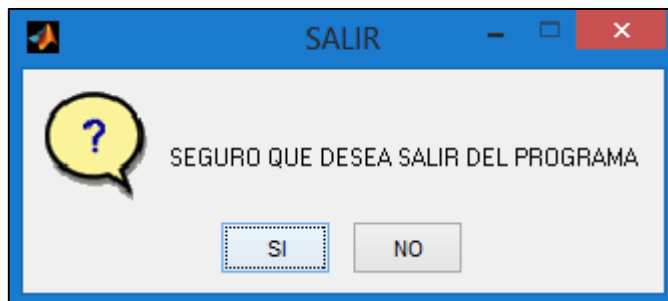 SALIR
?
SEGURO QUE DESEA SALIR DEL PROGRAMA
SI
NO